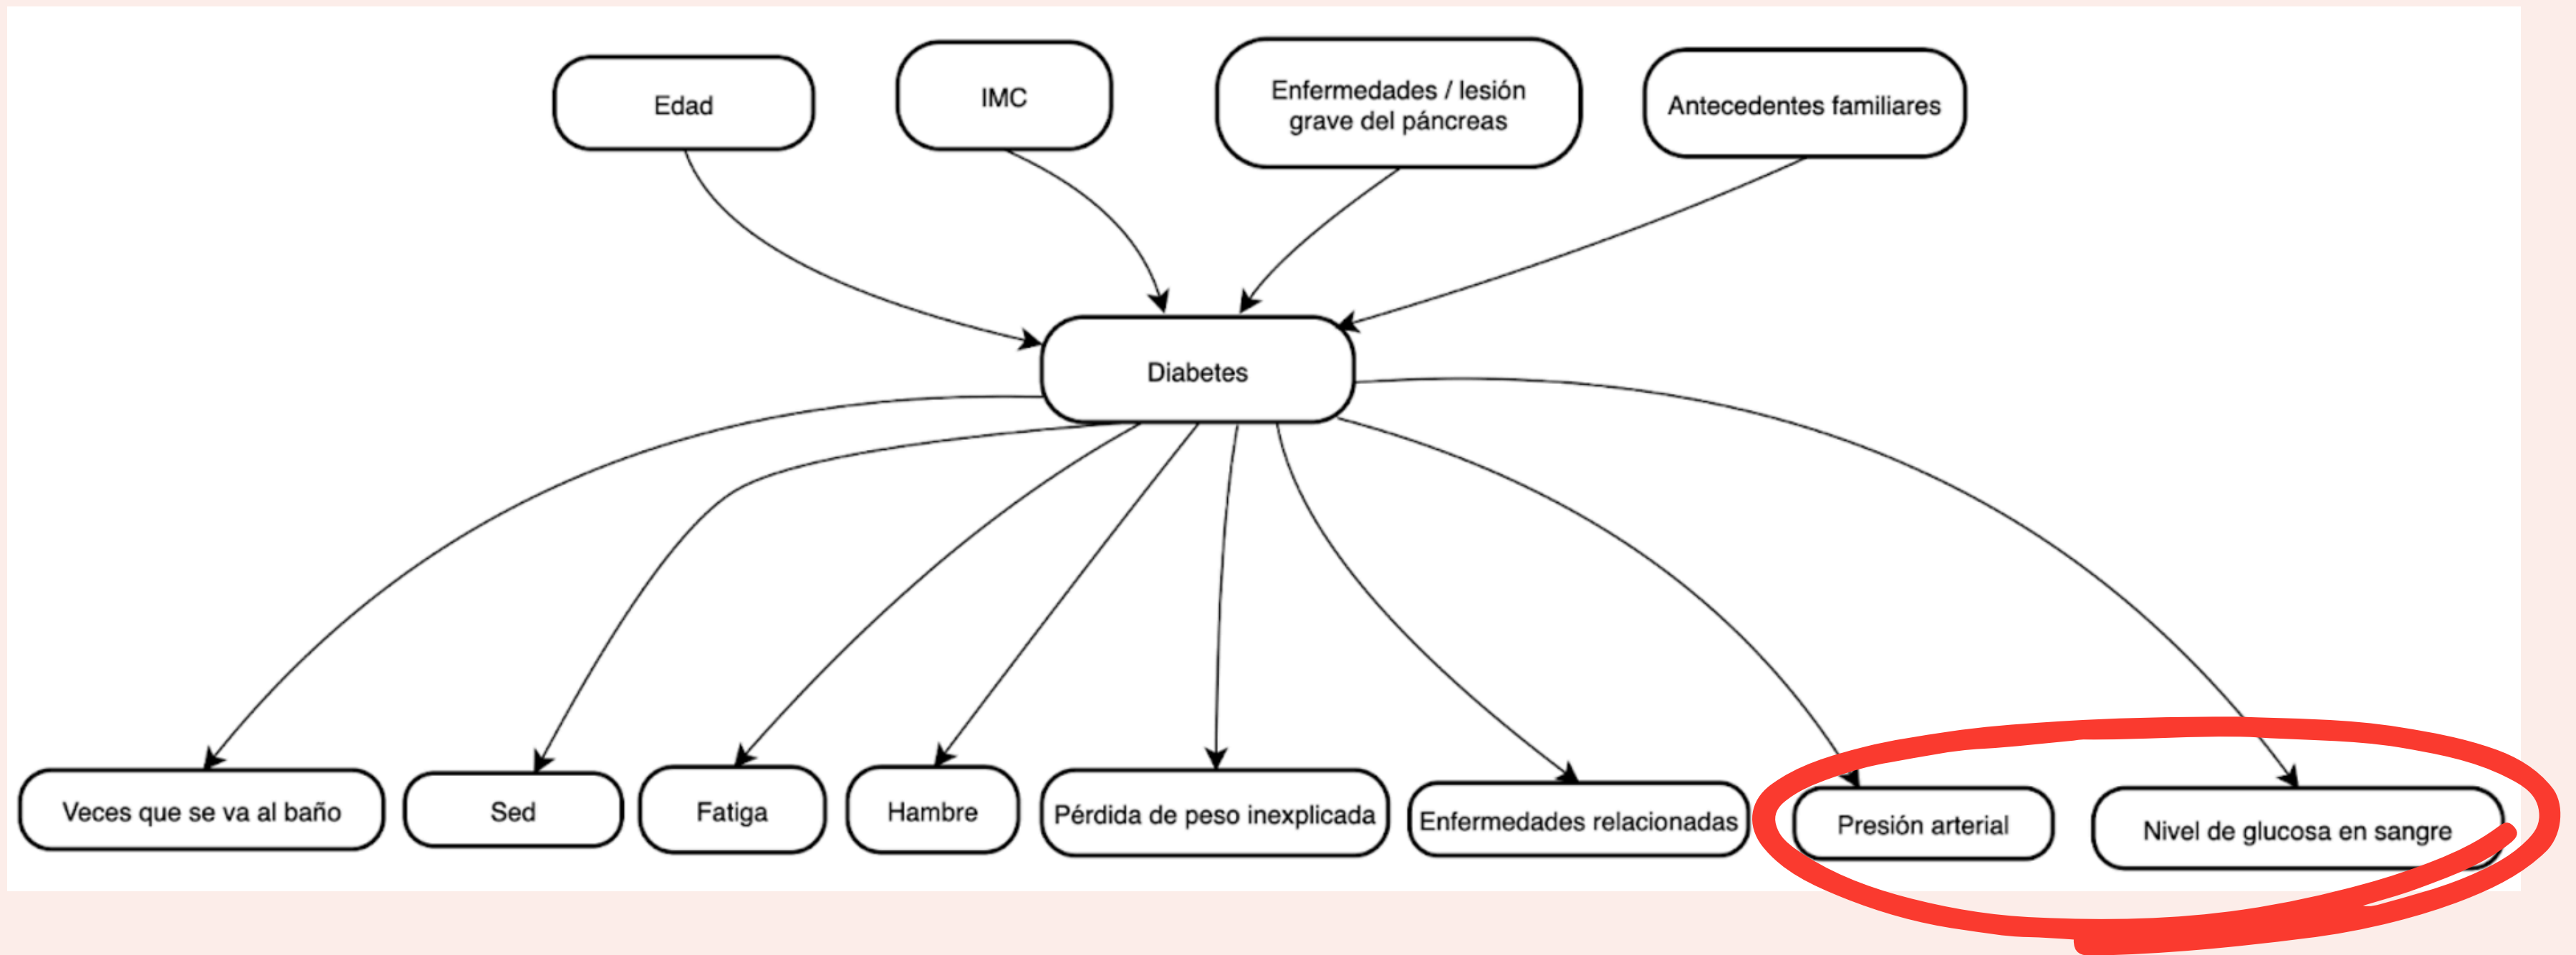 Edad
IMC
Enfermedades / lesión
grave del páncreas
Antecedentes familiares
Diabetes
Veces que se va al baño
Sed
Fatiga
Hambre
Pérdida de peso inexplicada
Enfermedades relacionadas
Presión arterial
Nivel de glucosa en sangre